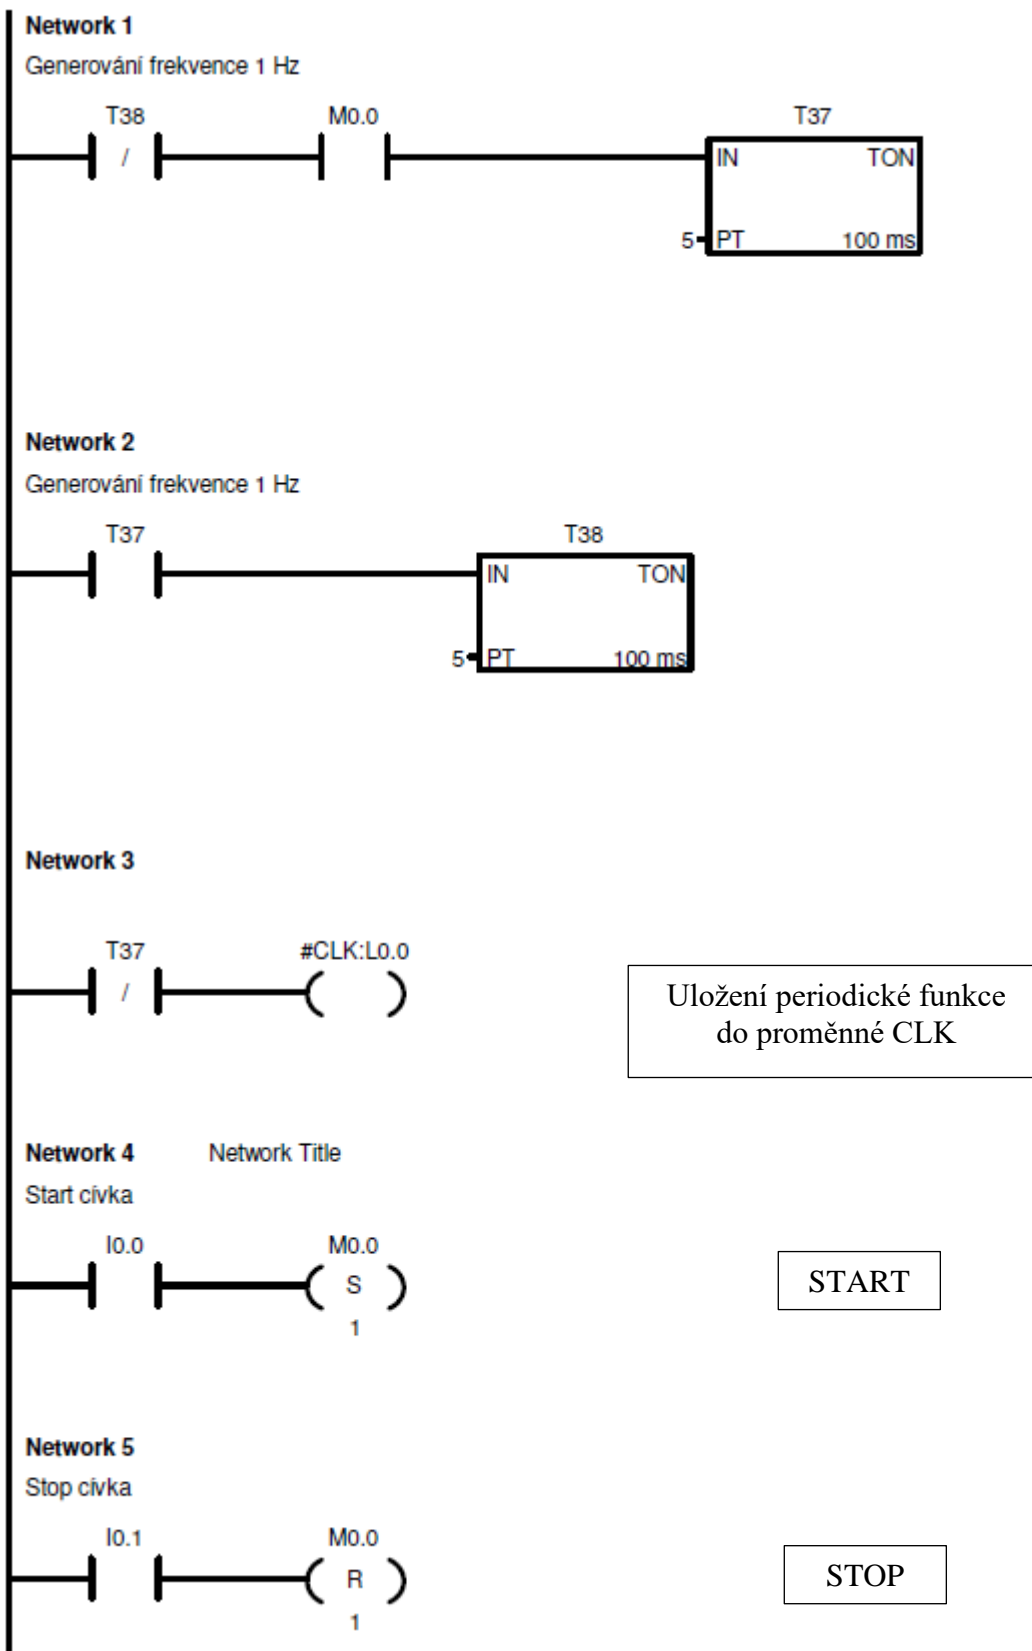 Network 1
Generování frekvence 1 Hz
T38 M0.0 T37
/ IN TON
5 PT 100 ms
Network 2
Generování frekvence 1 Hz
T37 T38
IN TON
5 PT 100 ms
Network 3
T37 #CLK:L0.0
/
Uložení periodické funkce
do proměnné CLK
Network 4 Network Title
Start cívka
I0.0 M0.0
S
1
START
Network 5
Stop cívka
I0.1 M0.0
R
1
STOP